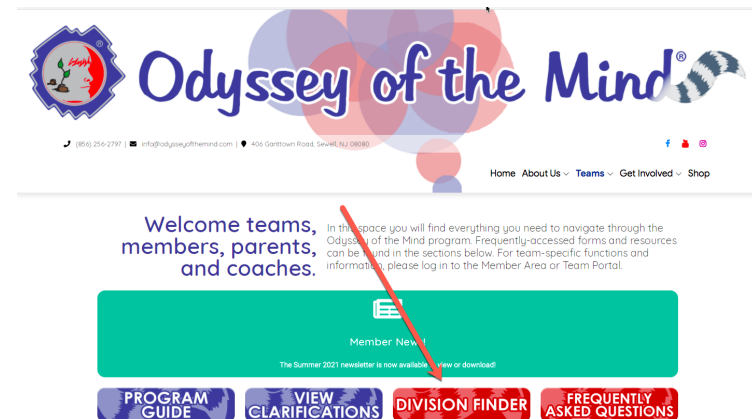 Odyssey of the Mind®
(856) 256-2797 | info@odysseyofthemind.com | 406 Ganttown Road, Sewell, NJ 08080
Home About Us Teams Get Involved Shop
Welcome teams, members, parents, and coaches.
In this space you will find everything you need to navigate through the
Odyssey of the Mind program. Frequently-accessed forms and resources
can be found in the sections below. For team-specific functions and
information, please log in to the Member Area or Team Portal.
Member News!
The Summer 2021 newsletter is now available to view or download!
PROGRAM GUIDE
VIEW CLARIFICATIONS
DIVISION FINDER
FREQUENTLY ASKED QUESTIONS